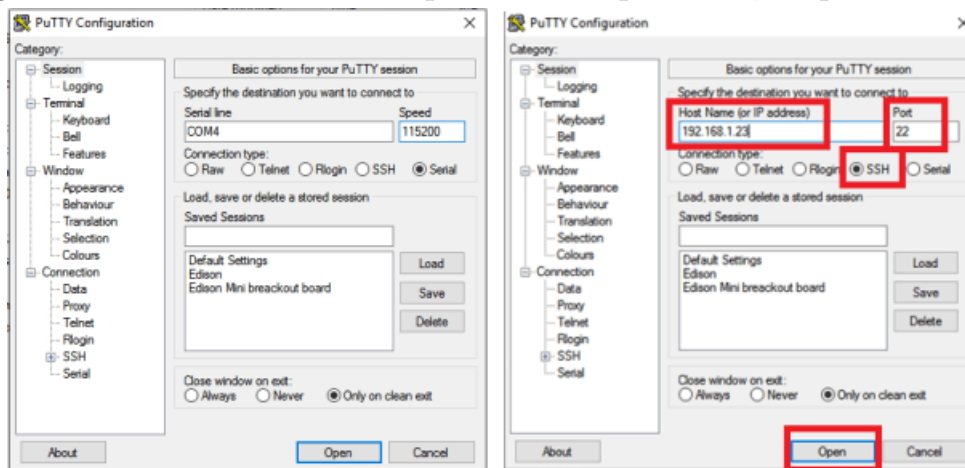 PuTTY Configuration
Category:
Session
Logging
Terminal
Keyboard
Bell
Features
Window
Appearance
Behaviour
Translation
Selection
Colours
Connection
Data
Proxy
Telnet
Rlogin
SSH
Serial
Basic options for your PuTTY session
Specify the destination you want to connect to
Serial line Speed
COM4 115200
Connection type:
Raw Telnet Rlogin SSH Serial
Load, save or delete a stored session
Saved Sessions
Default Settings
Edison
Edison Mini breackout board
Load
Save
Delete
Close window on exit:
Always Never Only on clean exit
About Open Cancel
PuTTY Configuration
Category:
Session
Logging
Terminal
Keyboard
Bell
Features
Window
Appearance
Behaviour
Translation
Selection
Colours
Connection
Data
Proxy
Telnet
Rlogin
SSH
Serial
Basic options for your PuTTY session
Specify the destination you want to connect to
Host Name (or IP address) Port
192.168.1.23 22
Connection type:
Raw Telnet Rlogin SSH Serial
Load, save or delete a stored session
Saved Sessions
Default Settings
Edison
Edison Mini breackout board
Load
Save
Delete
Close window on exit:
Always Never Only on clean exit
About Open Cancel